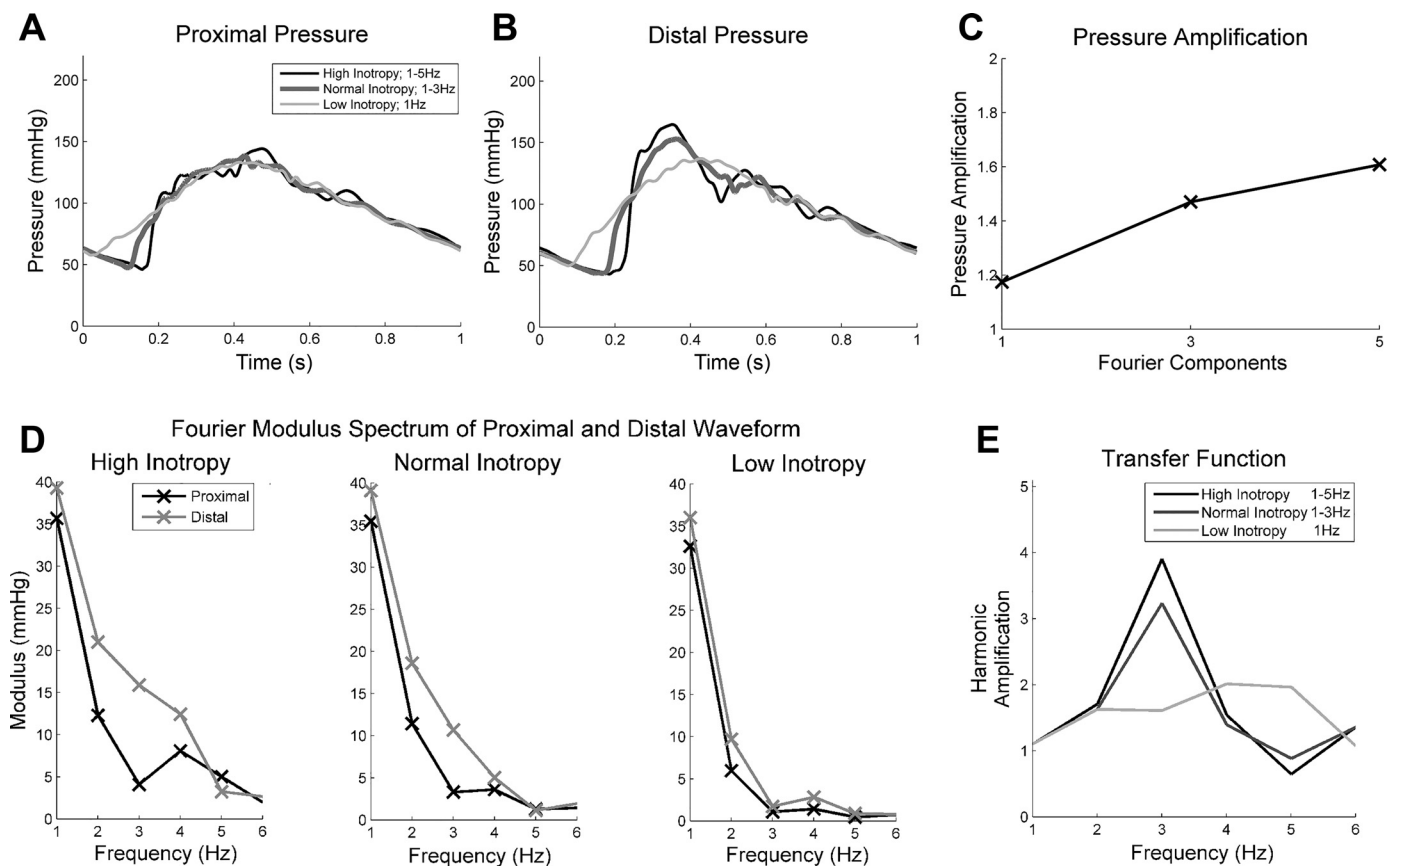 A
Proximal Pressure
High Inotropy; 1-5Hz
Normal Inotropy; 1-3Hz
Low Inotropy; 1Hz
Pressure (mmHg)
200
150
100
50
0
0 0.2 0.4 0.6 0.8 1
Time (s)
B
Distal Pressure
Pressure (mmHg)
200
150
100
50
0
0 0.2 0.4 0.6 0.8 1
Time (s)
C
Pressure Amplification
Pressure Amplification
2
1.8
1.6
1.4
1.2
1
1 3 5
Fourier Components
D
Fourier Modulus Spectrum of Proximal and Distal Waveform
High Inotropy
Proximal
Distal
Modulus (mmHg)
40
35
30
25
20
15
10
5
0
1 2 3 4 5 6
Frequency (Hz)
Normal Inotropy
40
35
30
25
20
15
10
5
0
1 2 3 4 5 6
Frequency (Hz)
Low Inotropy
40
35
30
25
20
15
10
5
0
1 2 3 4 5 6
Frequency (Hz)
E
Transfer Function
High Inotropy 1-5Hz
Normal Inotropy 1-3Hz
Low Inotropy 1Hz
Harmonic
Amplification
5
4
3
2
1
0
1 2 3 4 5 6
Frequency (Hz)